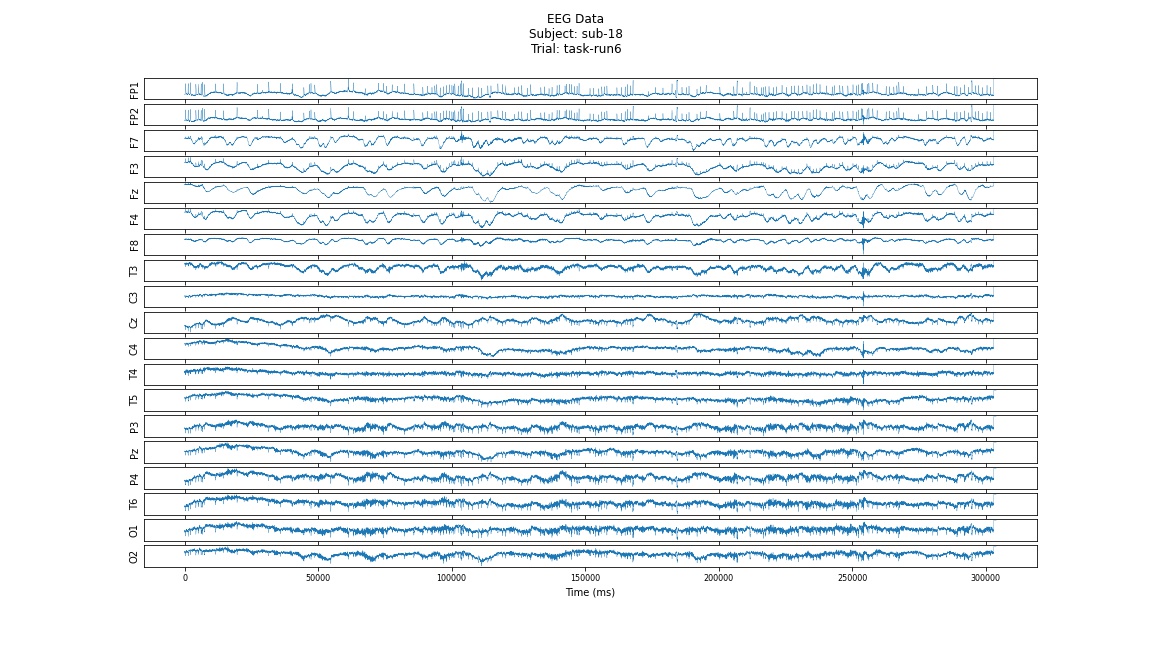 EEG Data
Subject: sub-18
Trial: task-run6
FP1
FP2
F7
F3
Fz
F4
F8
T3
C3
Cz
C4
T4
T5
P3
Pz
P4
T6
O1
O2
0 50000 100000 150000 200000 250000 300000
Time (ms)